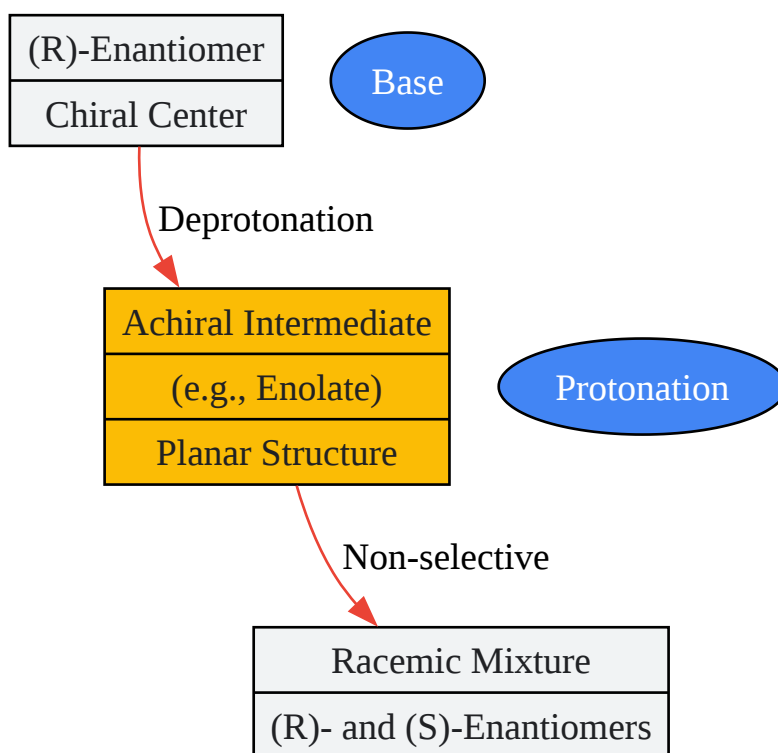 (R)-Enantiomer
Chiral Center
Base
Deprotonation
Achiral Intermediate
(e.g., Enolate)
Planar Structure
Protonation
Non-selective
Racemic Mixture
(R)- and (S)-Enantiomers